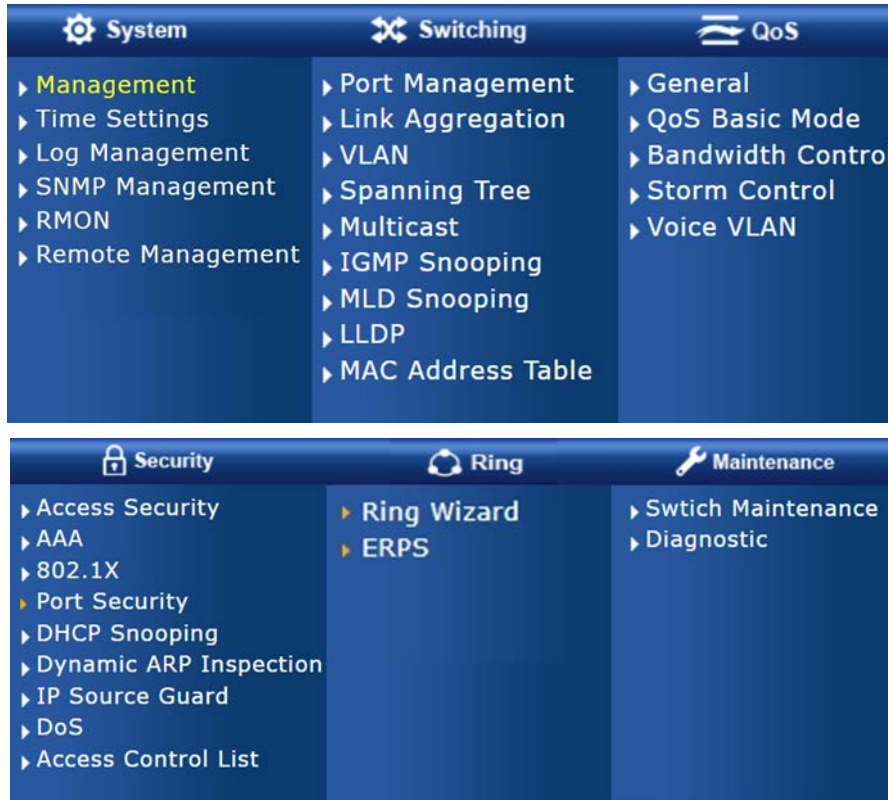 System
Management
Time Settings
Log Management
SNMP Management
RMON
Remote Management
Switching
Port Management
Link Aggregation
VLAN
Spanning Tree
Multicast
IGMP Snooping
MLD Snooping
LLDP
MAC Address Table
QoS
General
QoS Basic Mode
Bandwidth Contro
Storm Control
Voice VLAN
Security
Access Security
AAA
802.1X
Port Security
DHCP Snooping
Dynamic ARP Inspection
IP Source Guard
DoS
Access Control List
Ring
Ring Wizard
ERPS
Maintenance
Swtich Maintenance
Diagnostic